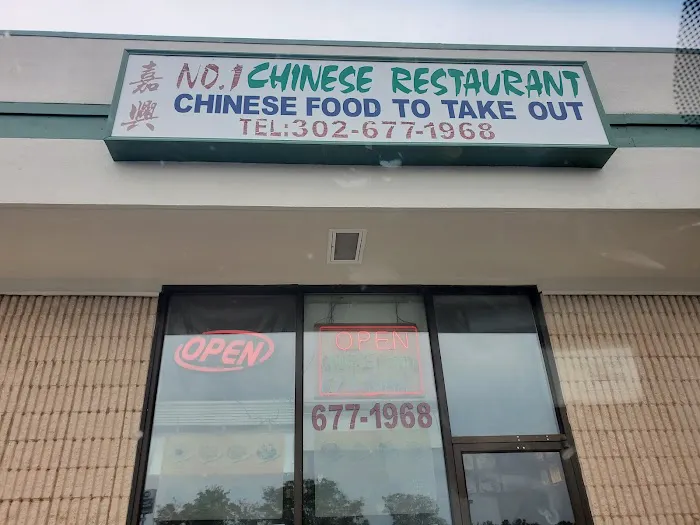 嘉興
NO.1 CHINESE RESTAURANT
CHINESE FOOD TO TAKE OUT
TEL:302-677-1968
OPEN
OPEN
677-1968